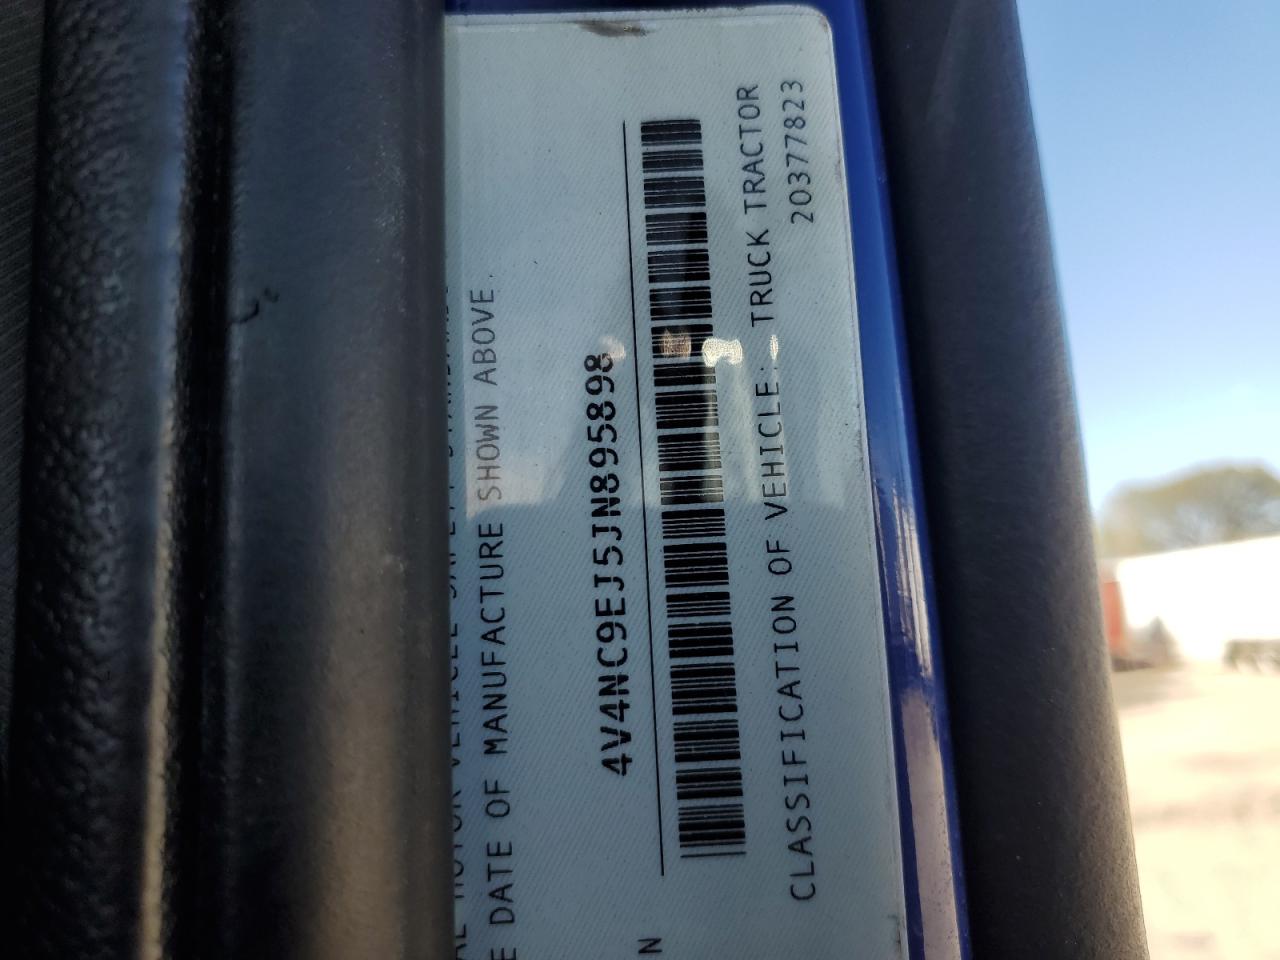 DATE OF MANUFACTURE SHOWN ABOVE.
4V4NC9EJ5JN895898
N
CLASSIFICATION OF VEHICLE: TRUCK TRACTOR
20377823